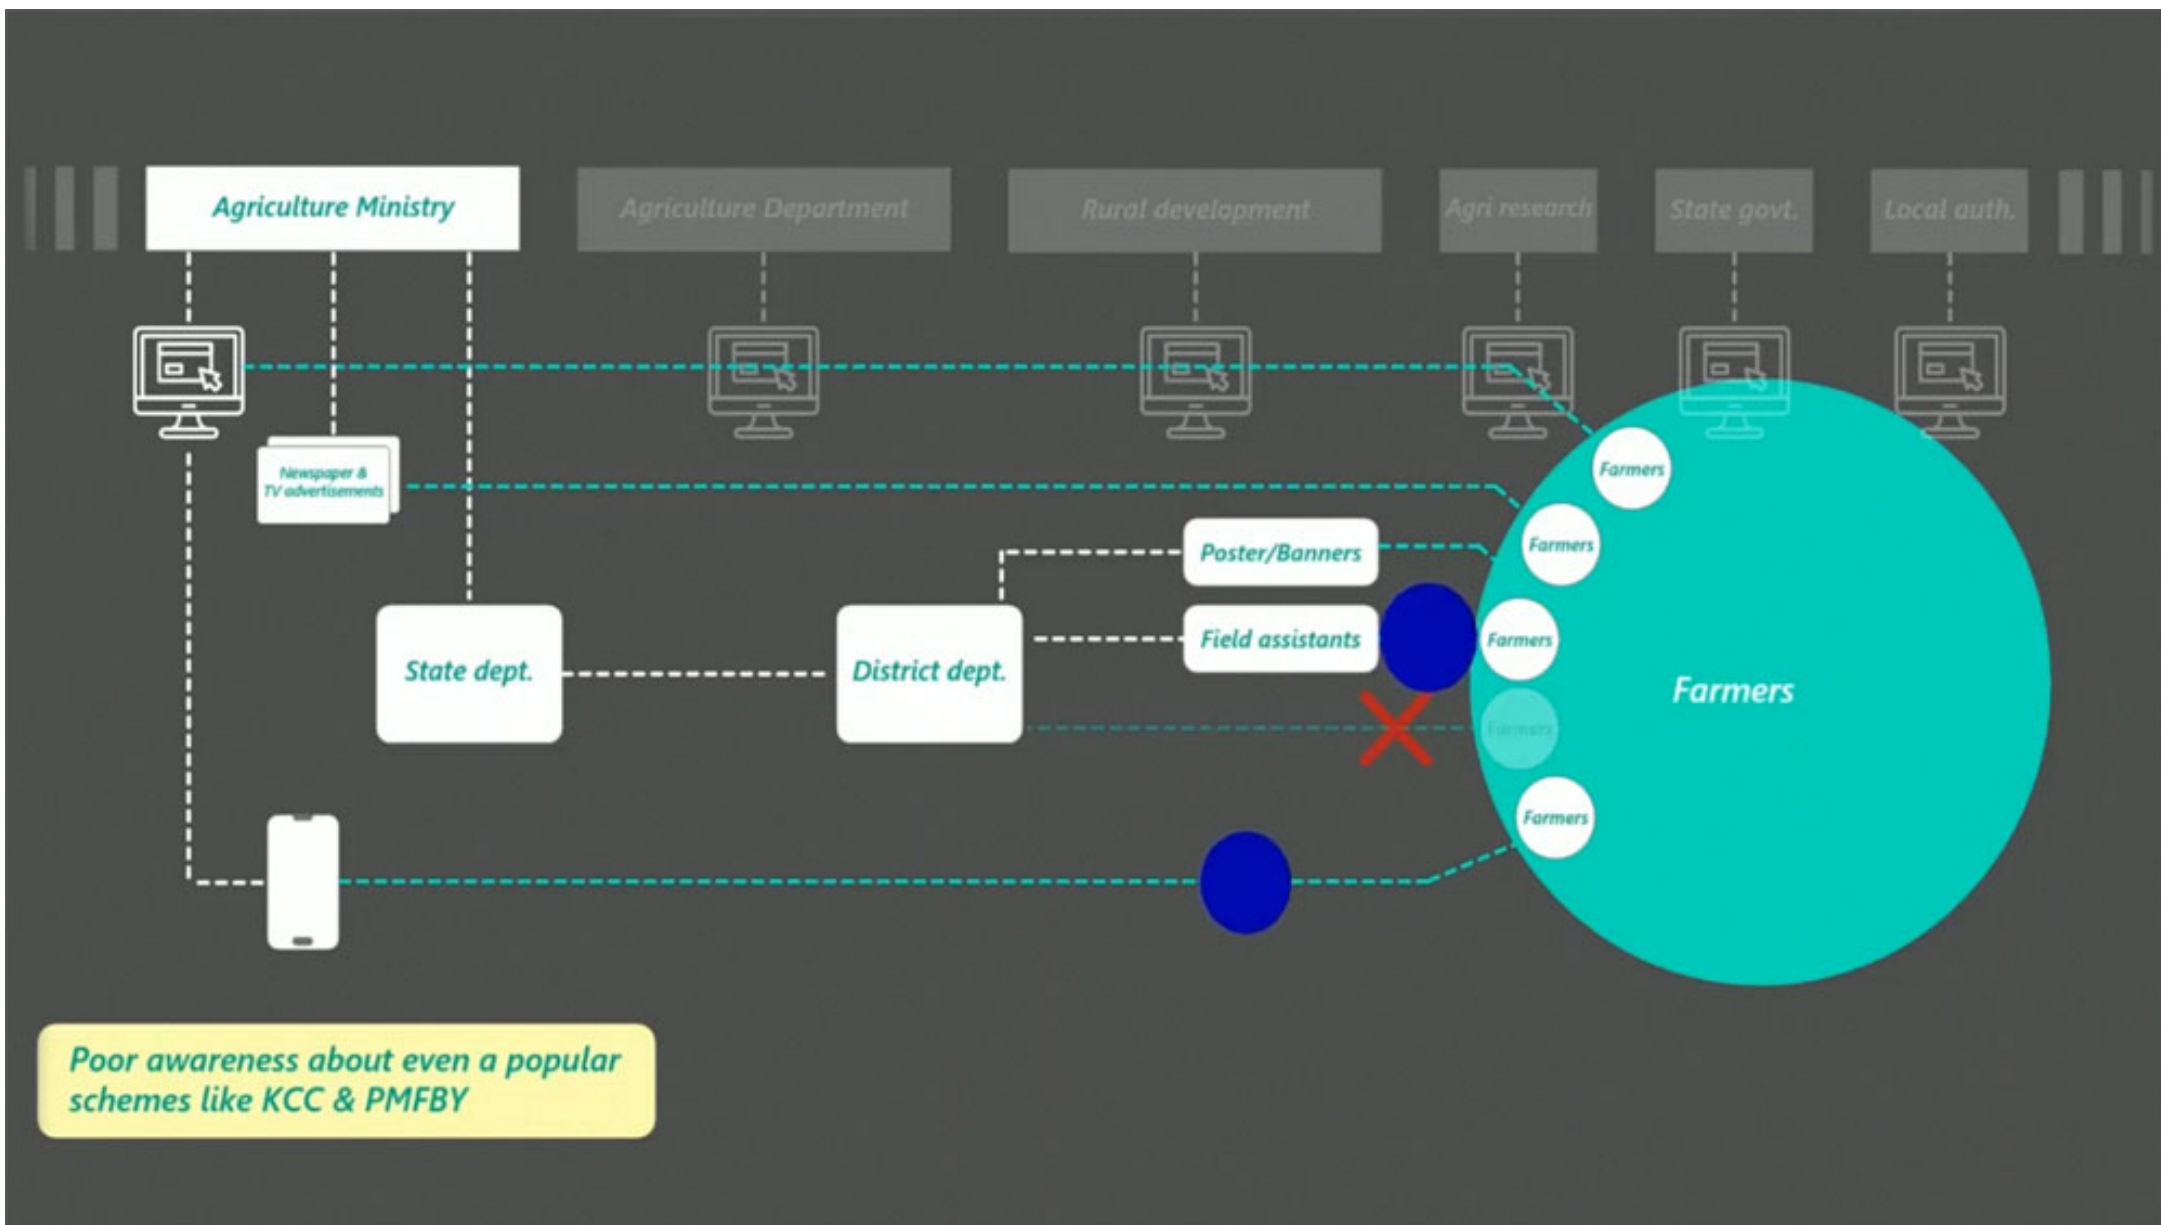 Agriculture Ministry
Agriculture Department
Rural development
Agri research
State govt.
Local auth.
Newspaper &
TV advertisements
Farmers
Farmers
Poster/Banners
Field assistants
Farmers
State dept.
District dept.
Farmers
Farmers
Farmers
Poor awareness about even a popular
schemes like KCC & PMFBY